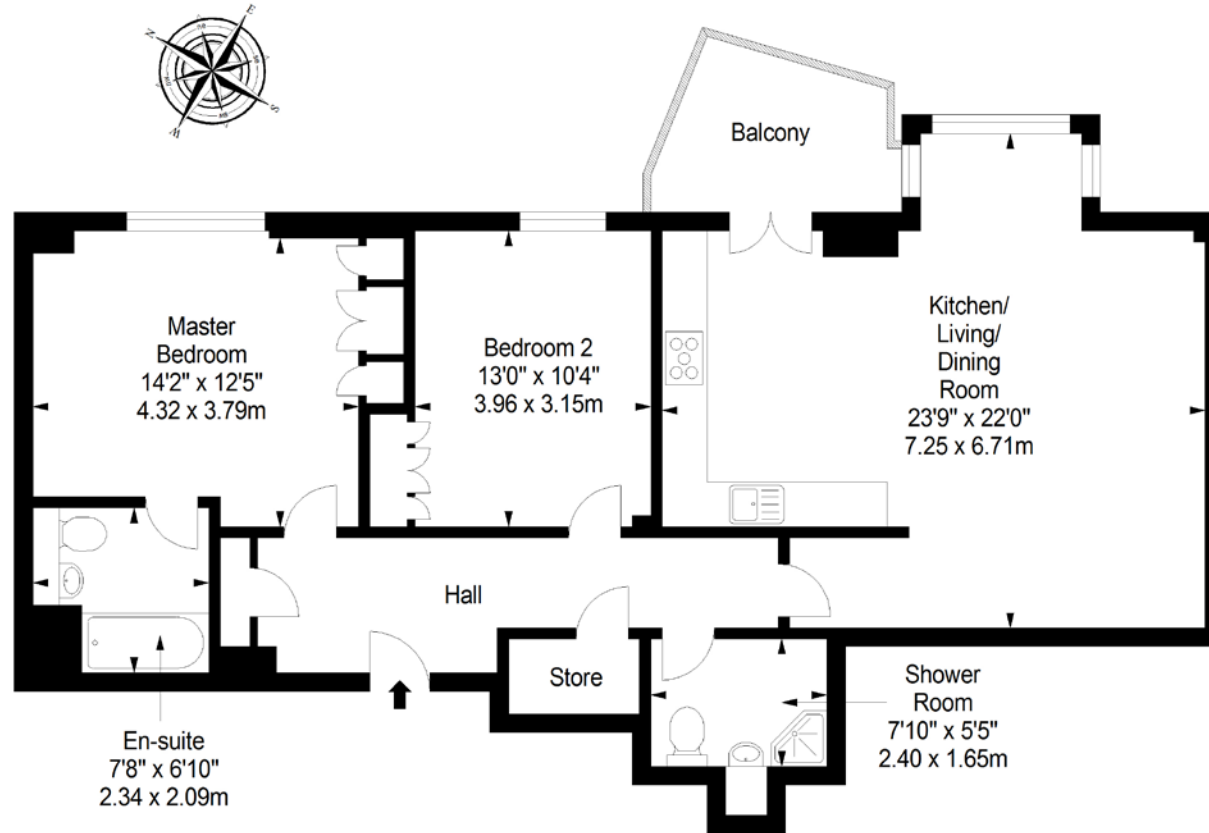 E
N
S
W
Balcony
Master
Bedroom
14'2" x 12'5"
4.32 x 3.79m
Bedroom 2
13'0" x 10'4"
3.96 x 3.15m
Kitchen/
Living/
Dining
Room
23'9" x 22'0"
7.25 x 6.71m
Hall
Store
Shower
Room
7'10" x 5'5"
2.40 x 1.65m
En-suite
7'8" x 6'10"
2.34 x 2.09m